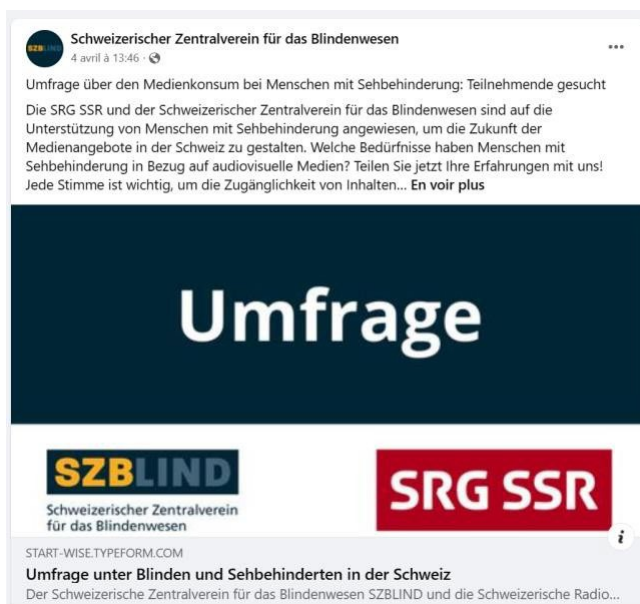 SZBLIND
Schweizerischer Zentralverein für das Blindenwesen
4 avril à 13:46 ·
Umfrage über den Medienkonsum bei Menschen mit Sehbehinderung: Teilnehmende gesucht
Die SRG SSR und der Schweizerischer Zentralverein für das Blindenwesen sind auf die
Unterstützung von Menschen mit Sehbehinderung angewiesen, um die Zukunft der
Medienangebote in der Schweiz zu gestalten. Welche Bedürfnisse haben Menschen mit
Sehbehinderung in Bezug auf audiovisuelle Medien? Teilen Sie jetzt Ihre Erfahrungen mit uns!
Jede Stimme ist wichtig, um die Zugänglichkeit von Inhalten... En voir plus
Umfrage
SZBLIND
Schweizerischer Zentralverein
für das Blindenwesen
SRG SSR
i
START-WISE.TYPEFORM.COM
Umfrage unter Blinden und Sehbehinderten in der Schweiz
Der Schweizerische Zentralverein für das Blindenwesen SZBLIND und die Schweizerische Radio...